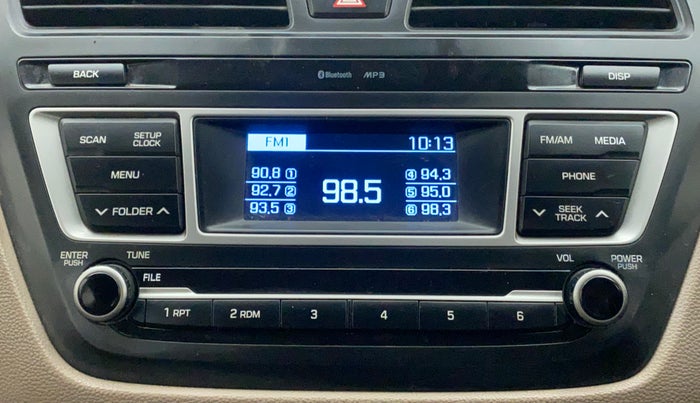 BACK
Bluetooth MP3
DISP
SCAN
SETUP
CLOCK
FM1
10:13
FM/AM
MEDIA
MENU
90.8 1
4 94.3
PHONE
92.7 2
98.5
5 95.0
FOLDER
93.5 3
6 98.3
SEEK
TRACK
ENTER
PUSH
TUNE
VOL
POWER
PUSH
FILE
1 RPT
2 RDM
3
4
5
6